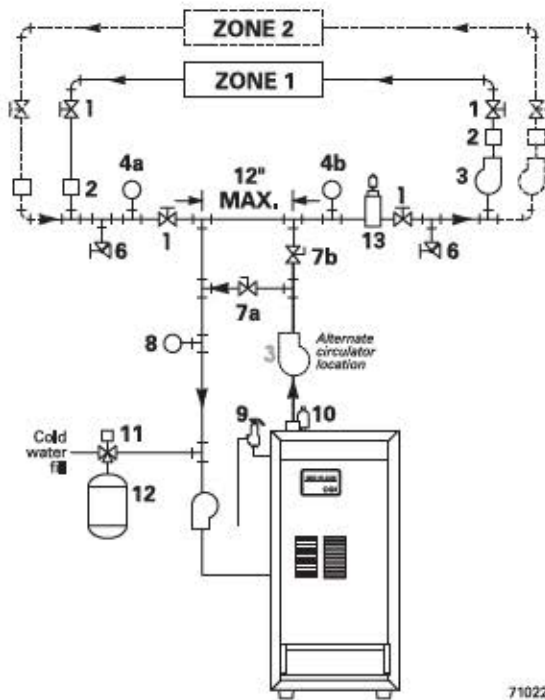 ZONE 2
ZONE 1
1
1
2
4a
12"
MAX.
4b
1
3
2
6
1
13
6
7b
7a
8
3
Alternate
circulator
location
9
10
11
Cold
water
fill
12
71022